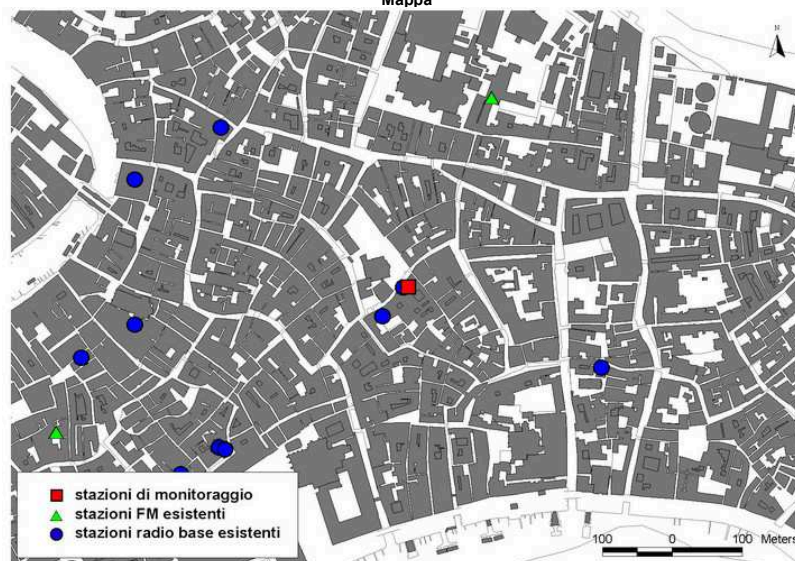 Mappa
N
stazioni di monitoraggio
stazioni FM esistenti
stazioni radio base esistenti
100 0 100 Meters